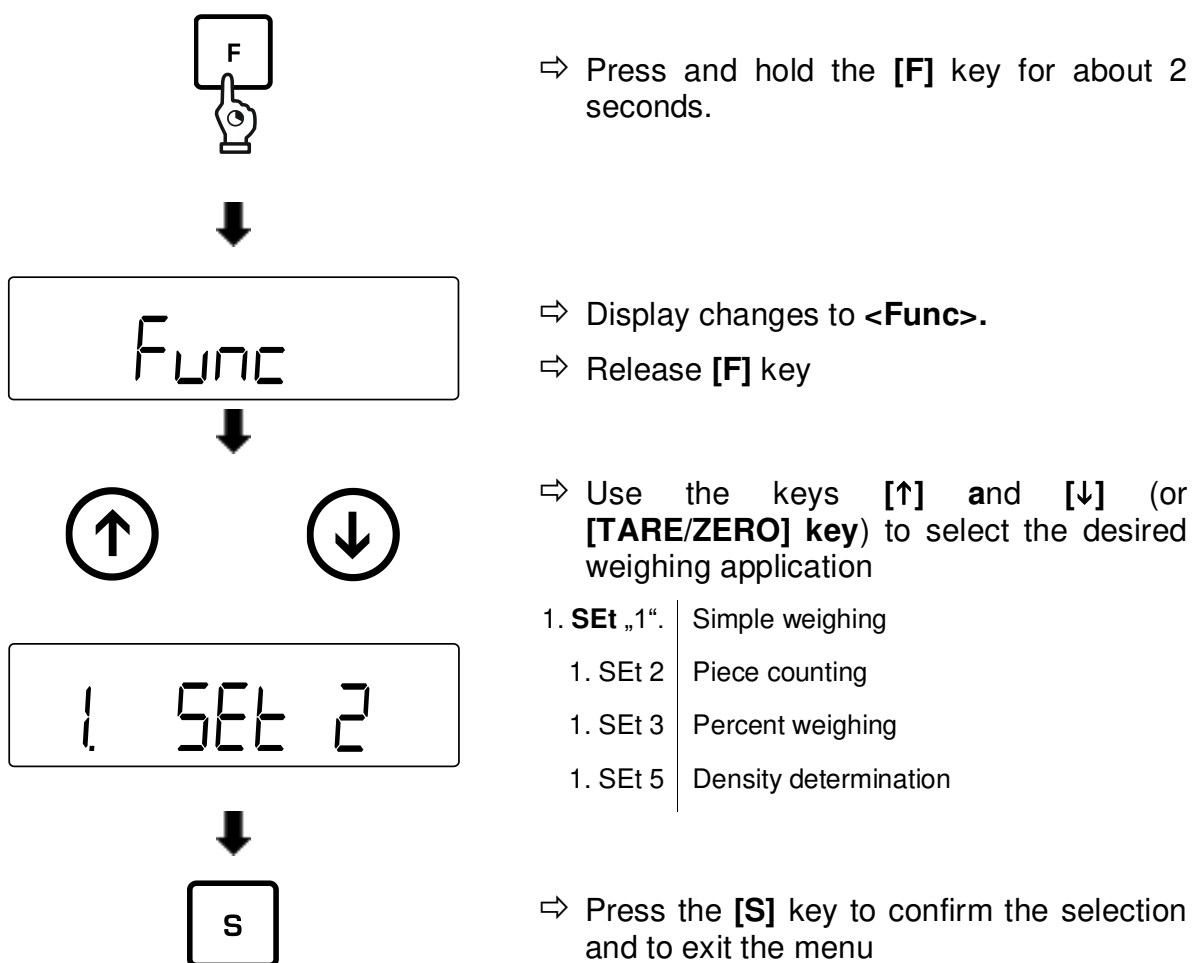 F
⇨ Press and hold the [F] key for about 2
seconds.
Func
⇨ Display changes to <Func>.
⇨ Release [F] key
⇨ Use the keys [↑] and [↓] (or
[TARE/ZERO] key) to select the desired
weighing application
1. SEt „1“. Simple weighing
1. SEt 2 Piece counting
1. SEt 3 Percent weighing
1. SEt 5 Density determination
1. SEt 2
S
⇨ Press the [S] key to confirm the selection
and to exit the menu